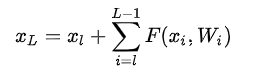 x_L = x_l + \sum_{i=l}^{L-1} F(x_i, W_i)